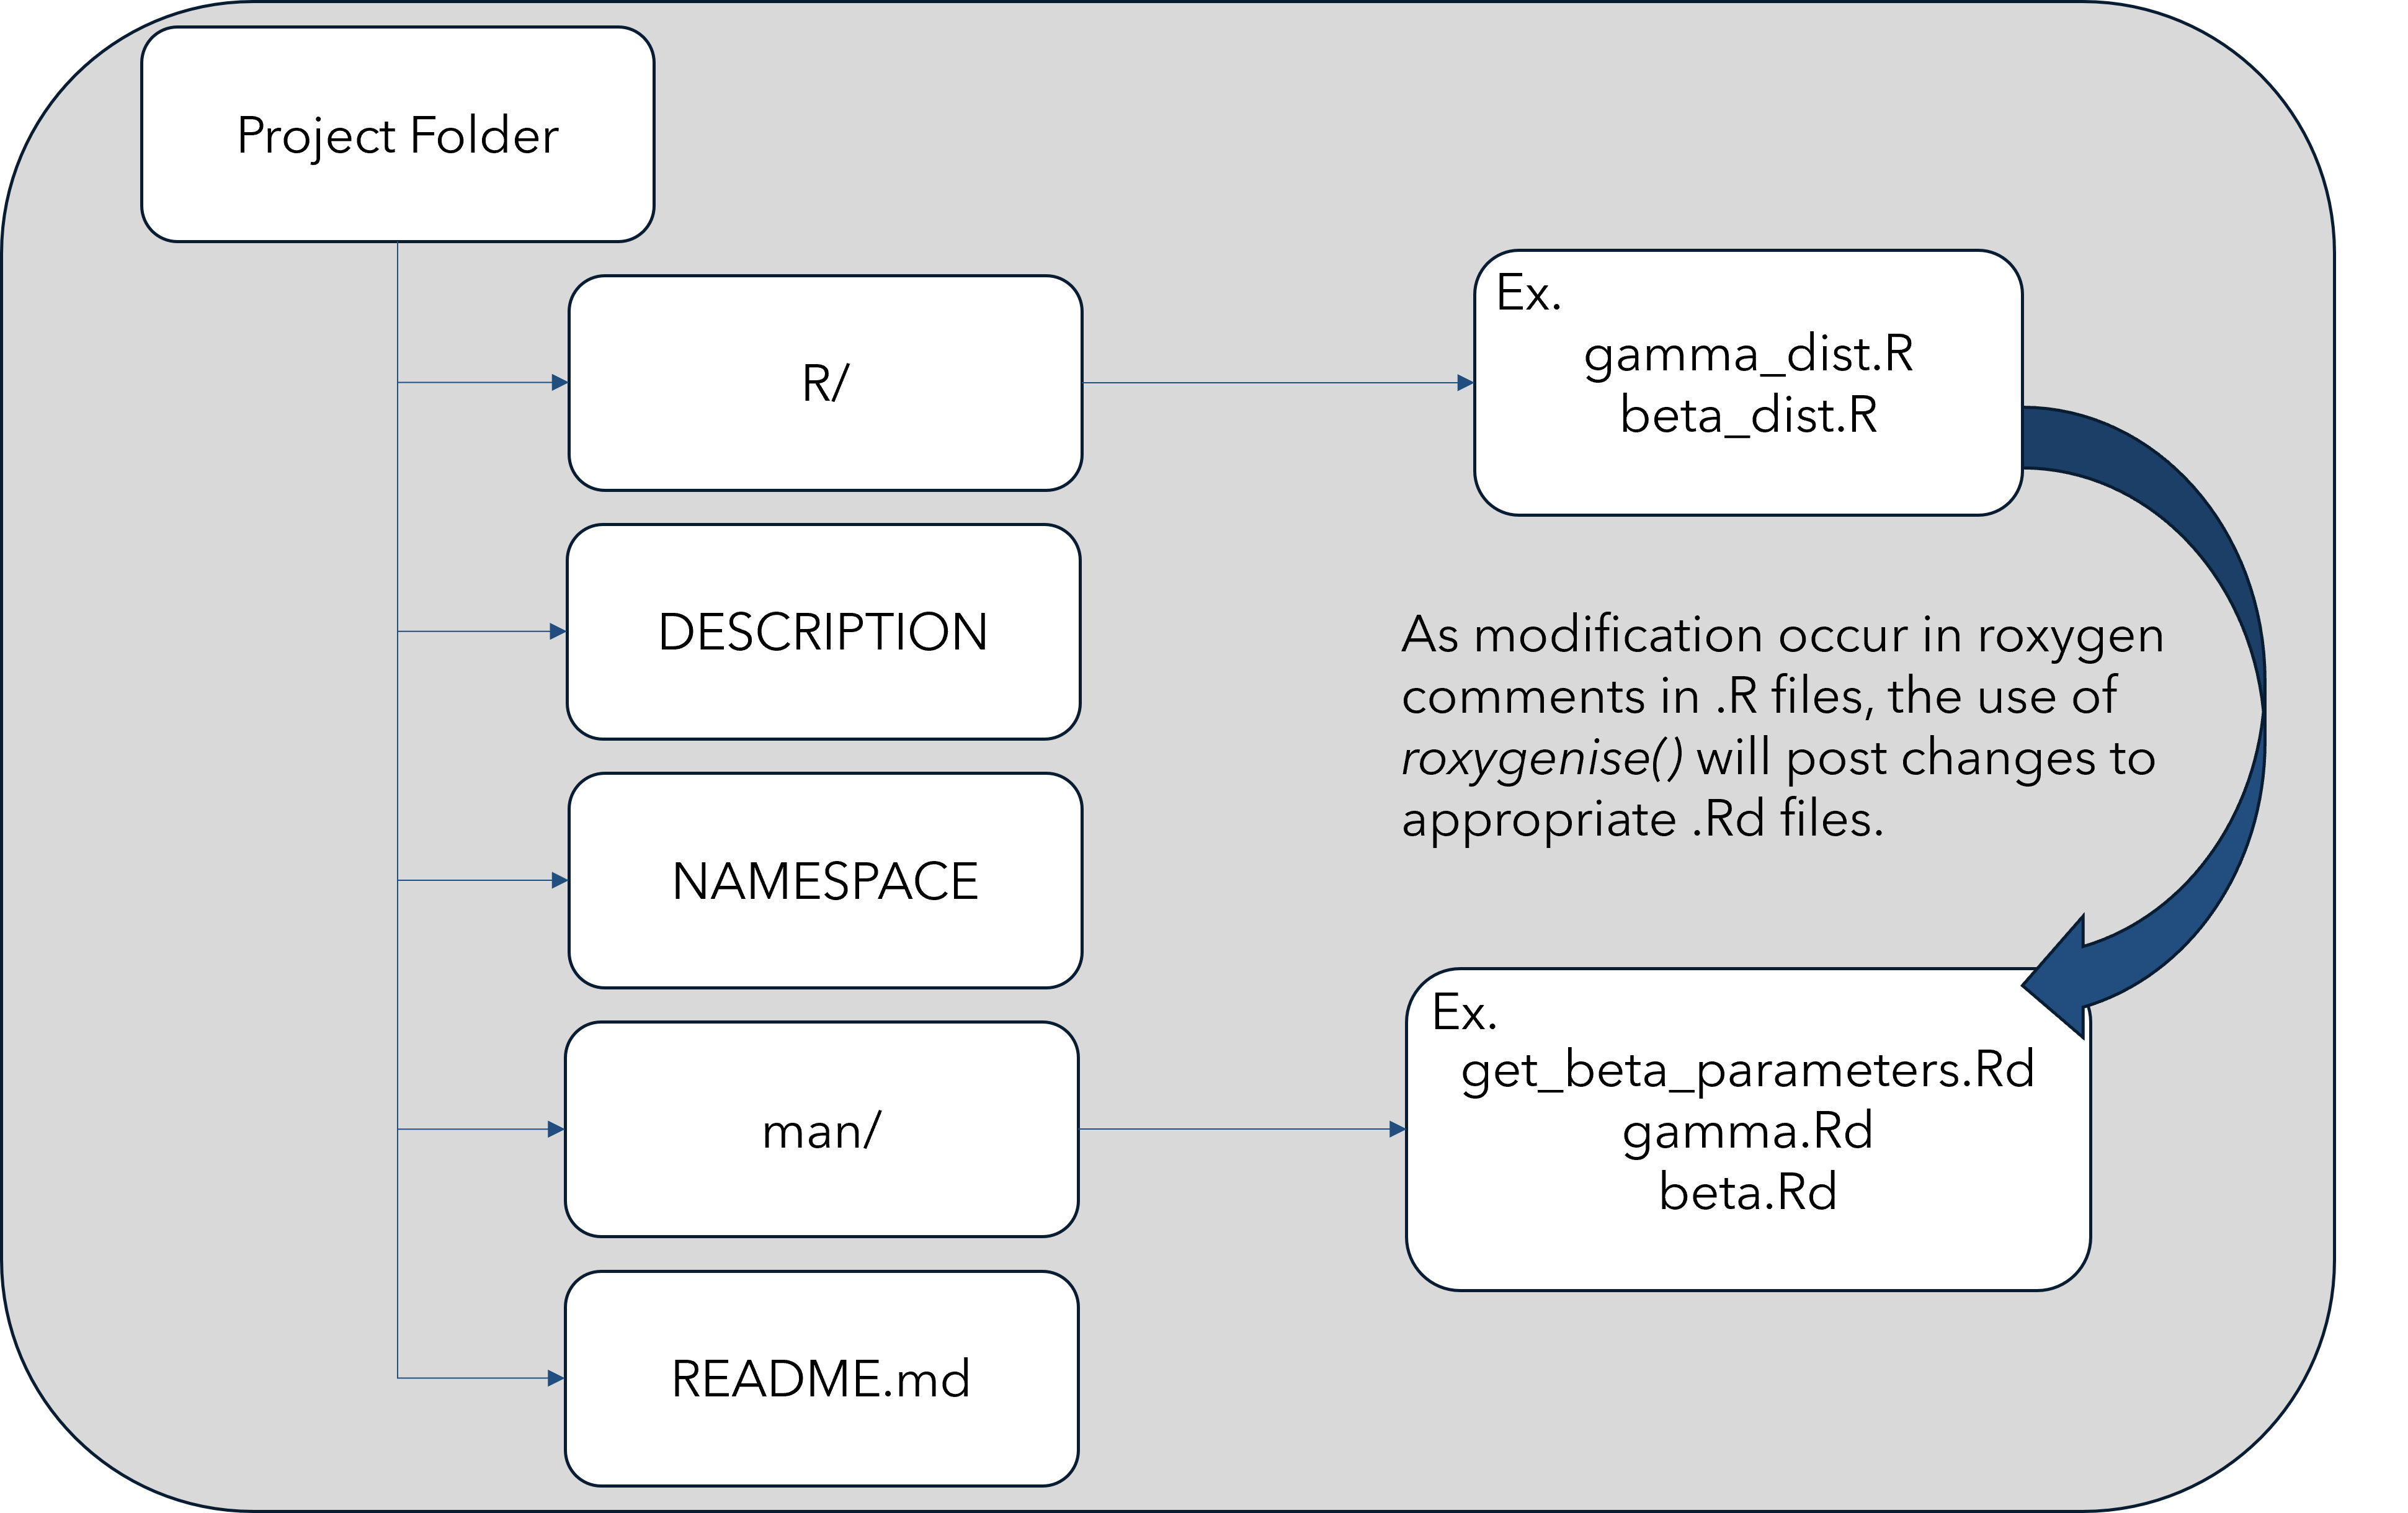 Project Folder
R/
Ex.
gamma_dist.R
beta_dist.R
DESCRIPTION
As modification occur in roxygen
comments in .R files, the use of
roxygenise() will post changes to
appropriate .Rd files.
NAMESPACE
man/
Ex.
get_beta_parameters.Rd
gamma.Rd
beta.Rd
README.md